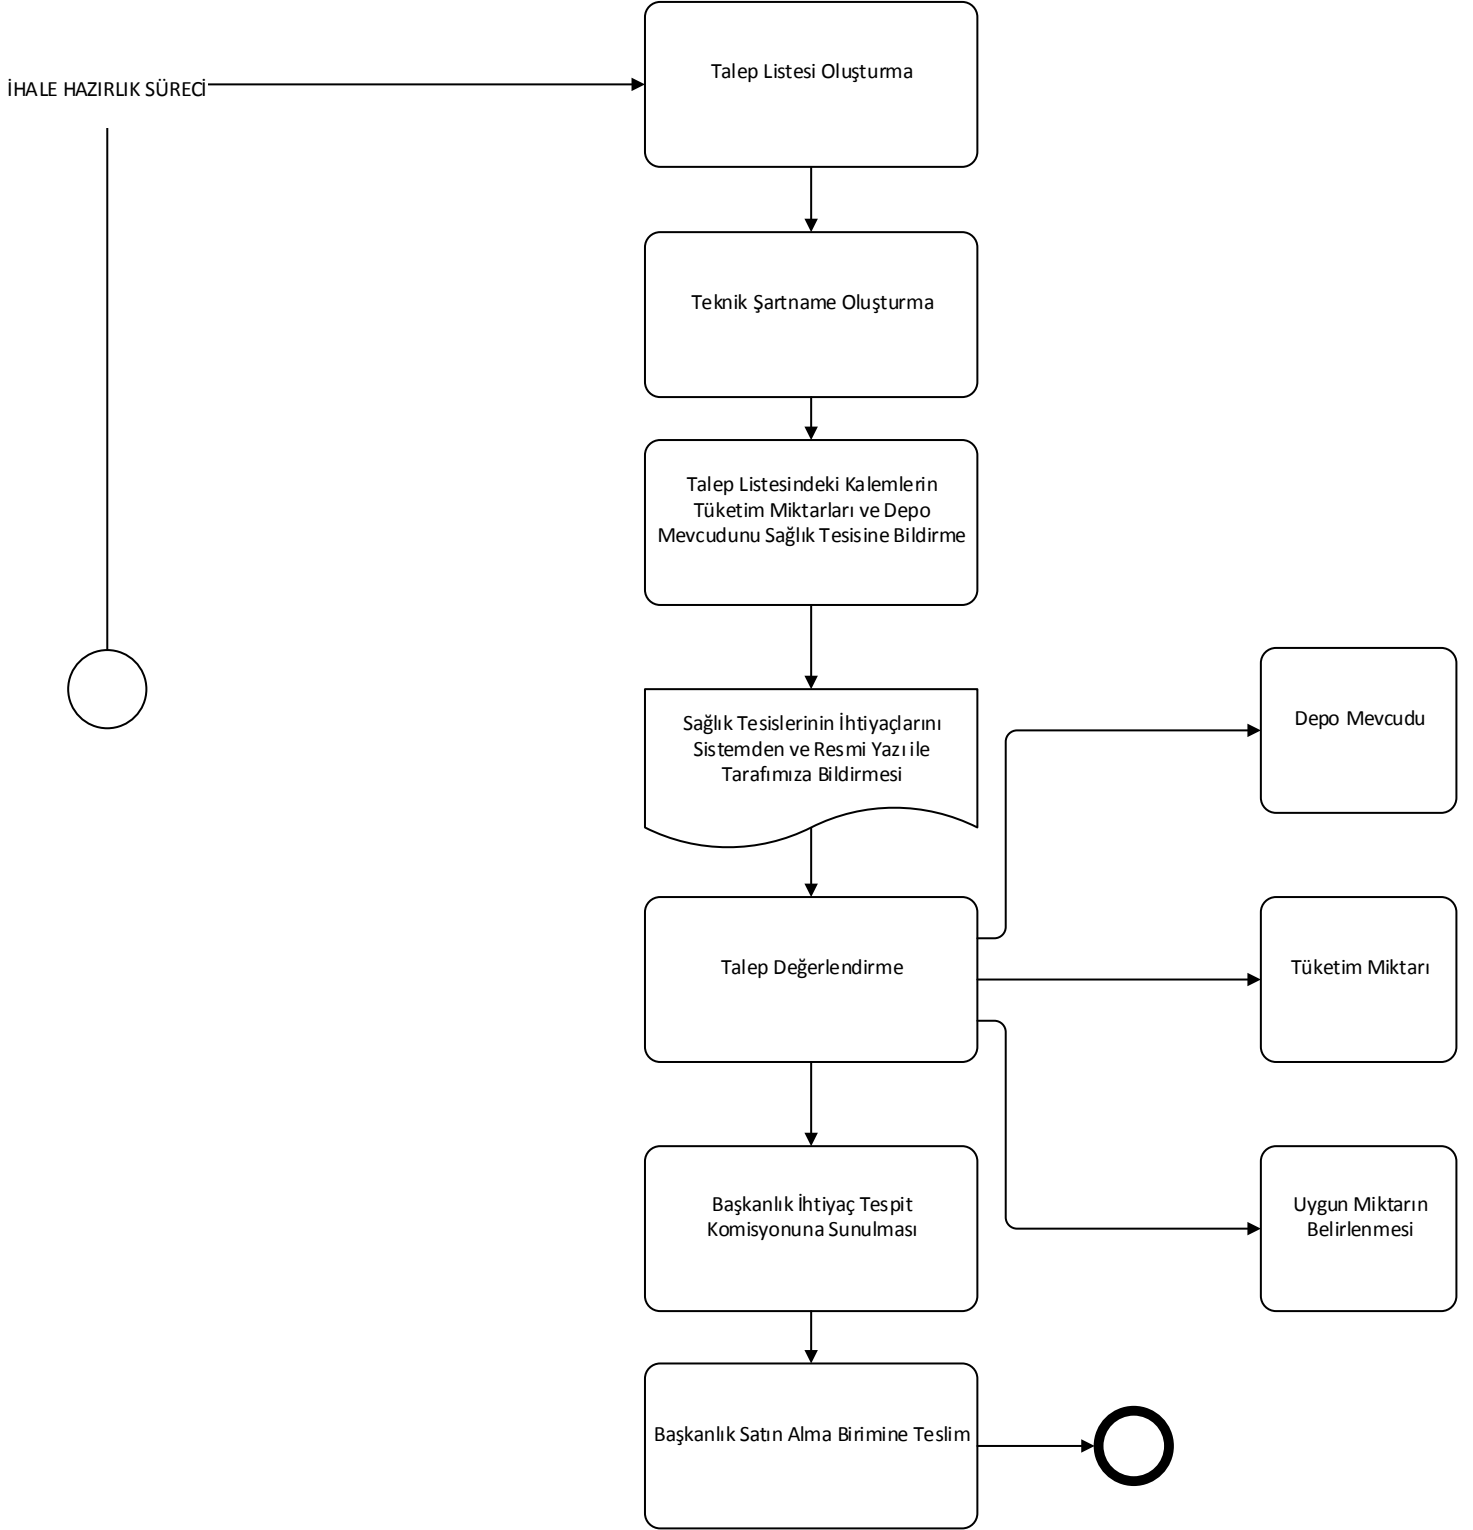 İHALE HAZIRLIK SÜRECİ
Talep Listesi Oluşturma
Teknik Şartname Oluşturma
Talep Listesindeki Kalemlerin
Tüketim Miktarları ve Depo
Mevcudunu Sağlık Tesisine Bildirme
Sağlık Tesislerinin İhtiyaçlarını
Sistemden ve Resmi Yazı ile
Tarafımıza Bildirmesi
Depo Mevcudu
Talep Değerlendirme
Tüketim Miktarı
Başkanlık İhtiyaç Tespit
Komisyonuna Sunulması
Uygun Miktarın
Belirlenmesi
Başkanlık Satın Alma Birimine Teslim